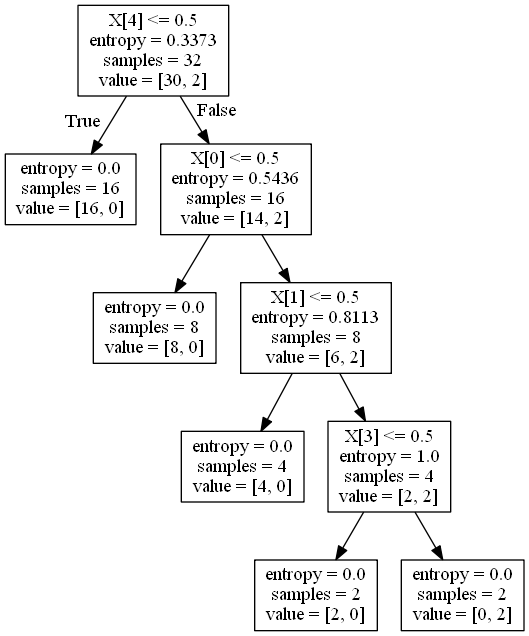 X[4] <= 0.5
entropy = 0.3373
samples = 32
value = [30, 2]
True
False
entropy = 0.0
samples = 16
value = [16, 0]
X[0] <= 0.5
entropy = 0.5436
samples = 16
value = [14, 2]
entropy = 0.0
samples = 8
value = [8, 0]
X[1] <= 0.5
entropy = 0.8113
samples = 8
value = [6, 2]
entropy = 0.0
samples = 4
value = [4, 0]
X[3] <= 0.5
entropy = 1.0
samples = 4
value = [2, 2]
entropy = 0.0
samples = 2
value = [2, 0]
entropy = 0.0
samples = 2
value = [0, 2]